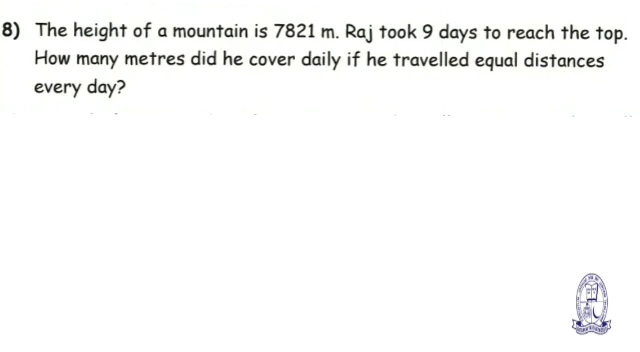 8) The height of a mountain is 7821 m. Raj took 9 days to reach the top.
How many metres did he cover daily if he travelled equal distances
every day?